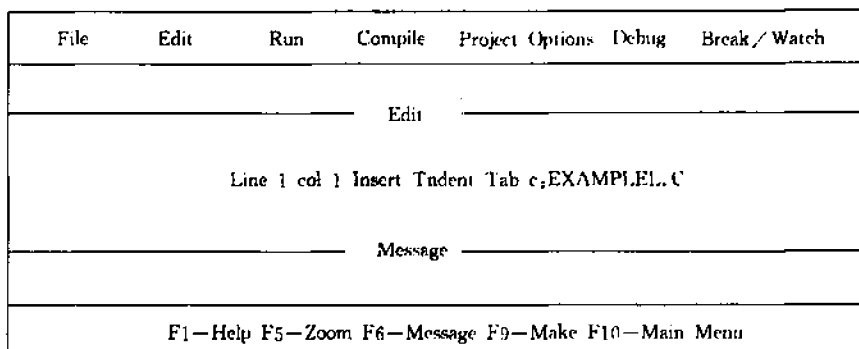 File Edit Run Compile Project Options Debug Break/Watch
Edit
Line 1 col 1 Insert Tndent Tab c:EXAMPLE1..C
Message
F1—Help F5—Zoom F6—Message F9—Make F10—Main Menu